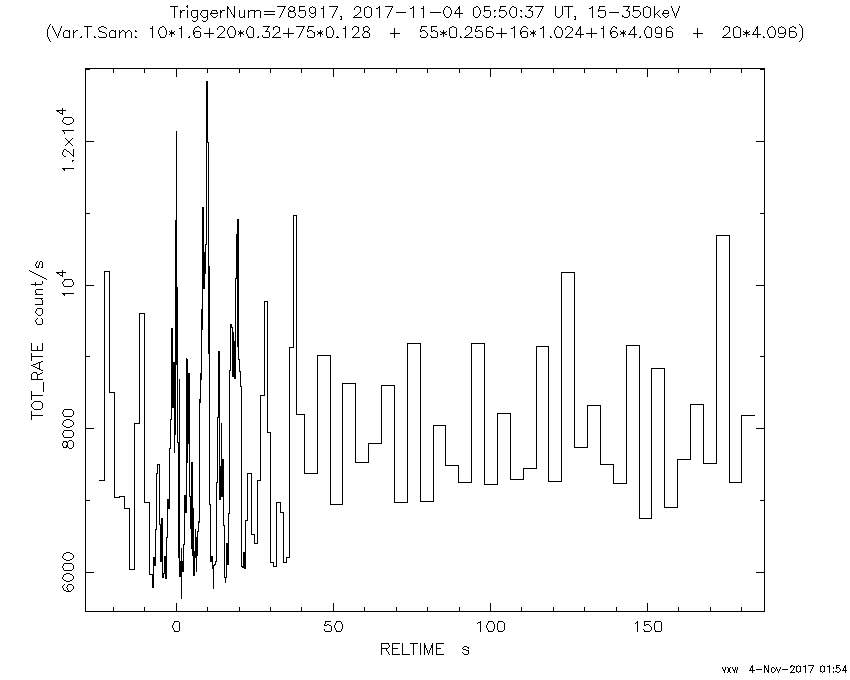 TriggerNum=785917, 2017-11-04 05:50:37 UT, 15-350keV
(Var.T.Sam: 10*1.6+20*0.32+75*0.128 + 55*0.256+16*1.024+16*4.096 + 20*4.096)
TOT_RATE count/s
1.2×10⁴
10⁴
8000
6000
0 50 100 150
RELTIME s
vxw 4-Nov-2017 01:54